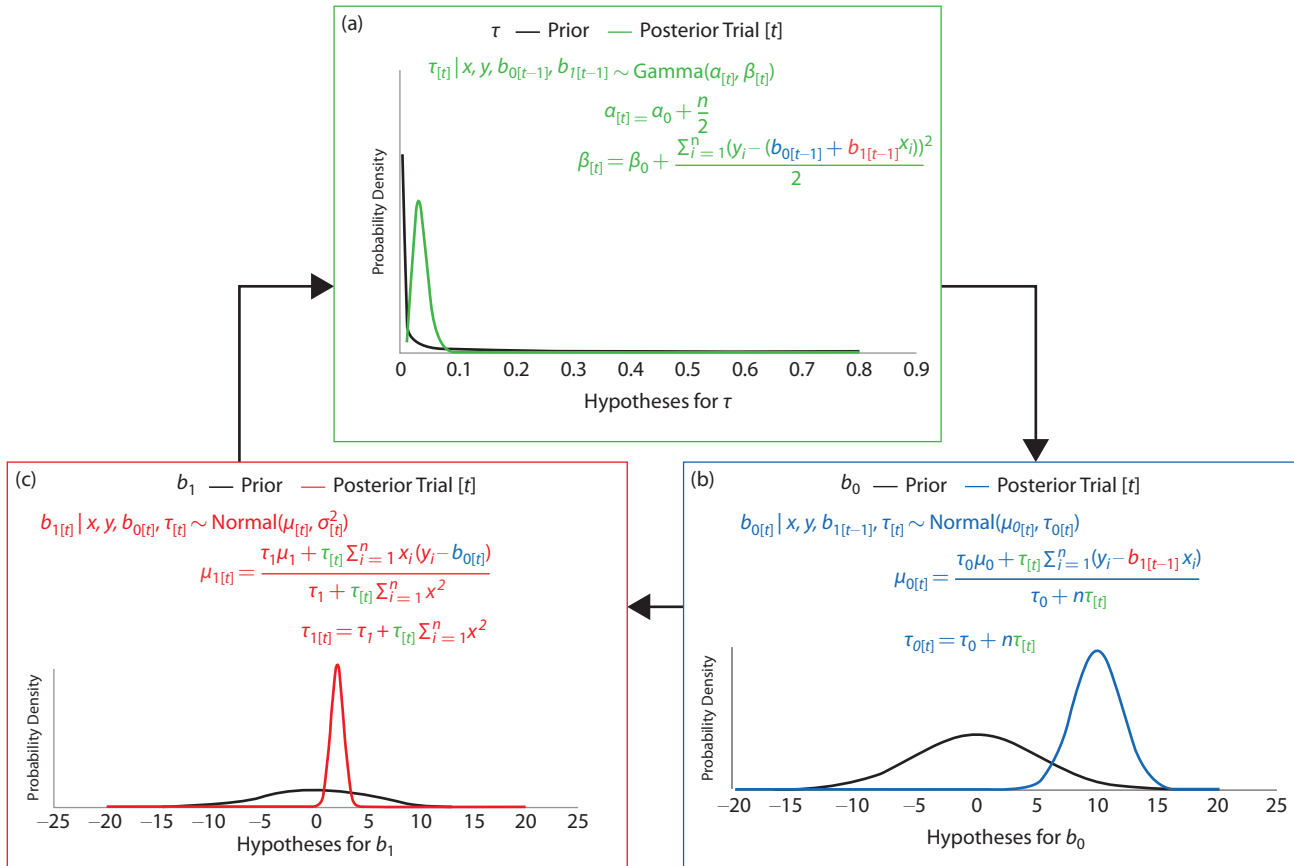 (a)
τ — Prior — Posterior Trial [t]
τ[t] | x, y, b0[t−1], b1[t−1] ∼ Gamma(α[t], β[t])
α[t] = α0 + n/2
β[t] = β0 + ∑ⁿi = 1(yi − (b0[t−1] + b1[t−1]xi))² / 2
Probability Density
0 0.1 0.2 0.3 0.4 0.5 0.6 0.7 0.8 0.9
Hypotheses for τ
(b)
b0 — Prior — Posterior Trial [t]
b0[t] | x, y, b1[t−1], τ[t] ∼ Normal(μ0[t], τ0[t])
μ0[t] = τ0μ0 + τ[t] ∑ⁿi = 1(yi − b1[t−1] xi) / τ0 + nτ[t]
τ0[t] = τ0 + nτ[t]
Probability Density
−20 −15 −10 −5 0 5 10 15 20 25
Hypotheses for b0
(c)
b1 — Prior — Posterior Trial [t]
b1[t] | x, y, b0[t], τ[t] ∼ Normal(μ[t], σ²[t])
μ1[t] = τ1μ1 + τ[t] ∑ⁿi = 1 xi (yi − b0[t]) / τ1 + τ[t] ∑ⁿi = 1 x²
τ1[t] = τ1 + τ[t] ∑ⁿi = 1 x²
Probability Density
−25 −20 −15 −10 −5 0 5 10 15 20 25
Hypotheses for b1